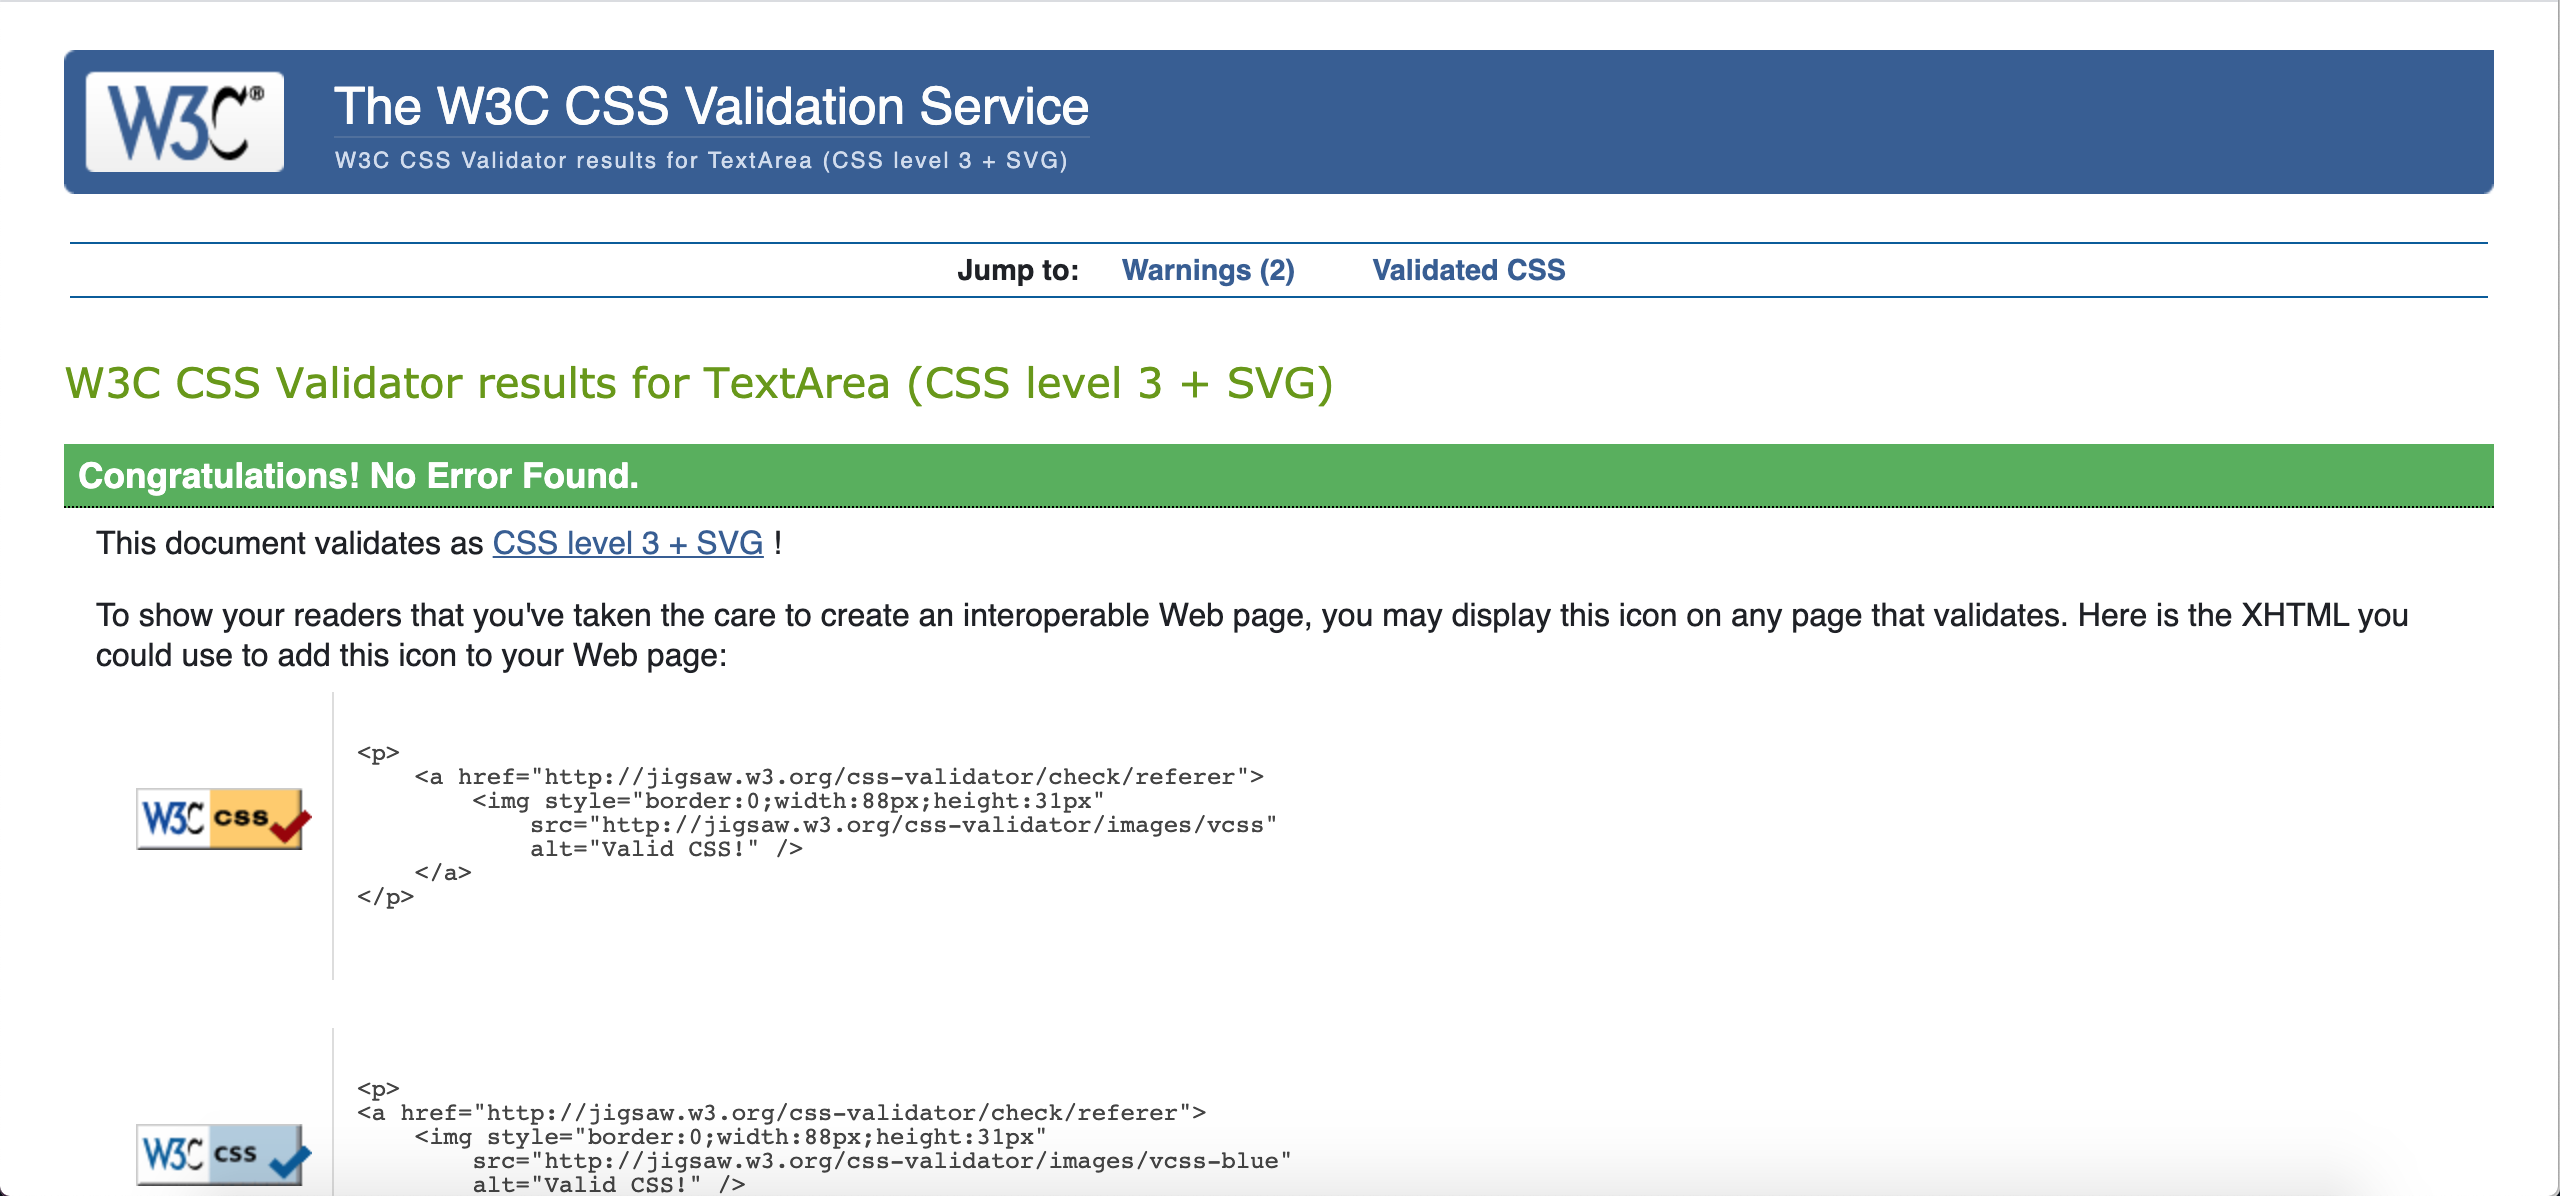 W3C®
The W3C CSS Validation Service
W3C CSS Validator results for TextArea (CSS level 3 + SVG)
Jump to: Warnings (2) Validated CSS
W3C CSS Validator results for TextArea (CSS level 3 + SVG)
Congratulations! No Error Found.
This document validates as CSS level 3 + SVG !
To show your readers that you've taken the care to create an interoperable Web page, you may display this icon on any page that validates. Here is the XHTML you
could use to add this icon to your Web page:
W3C css
<p>
    <a href="http://jigsaw.w3.org/css-validator/check/referer">
        <img style="border:0;width:88px;height:31px"
            src="http://jigsaw.w3.org/css-validator/images/vcss"
            alt="Valid CSS!" />
    </a>
</p>
W3C css
<p>
<a href="http://jigsaw.w3.org/css-validator/check/referer">
    <img style="border:0;width:88px;height:31px"
        src="http://jigsaw.w3.org/css-validator/images/vcss-blue"
        alt="Valid CSS!" />